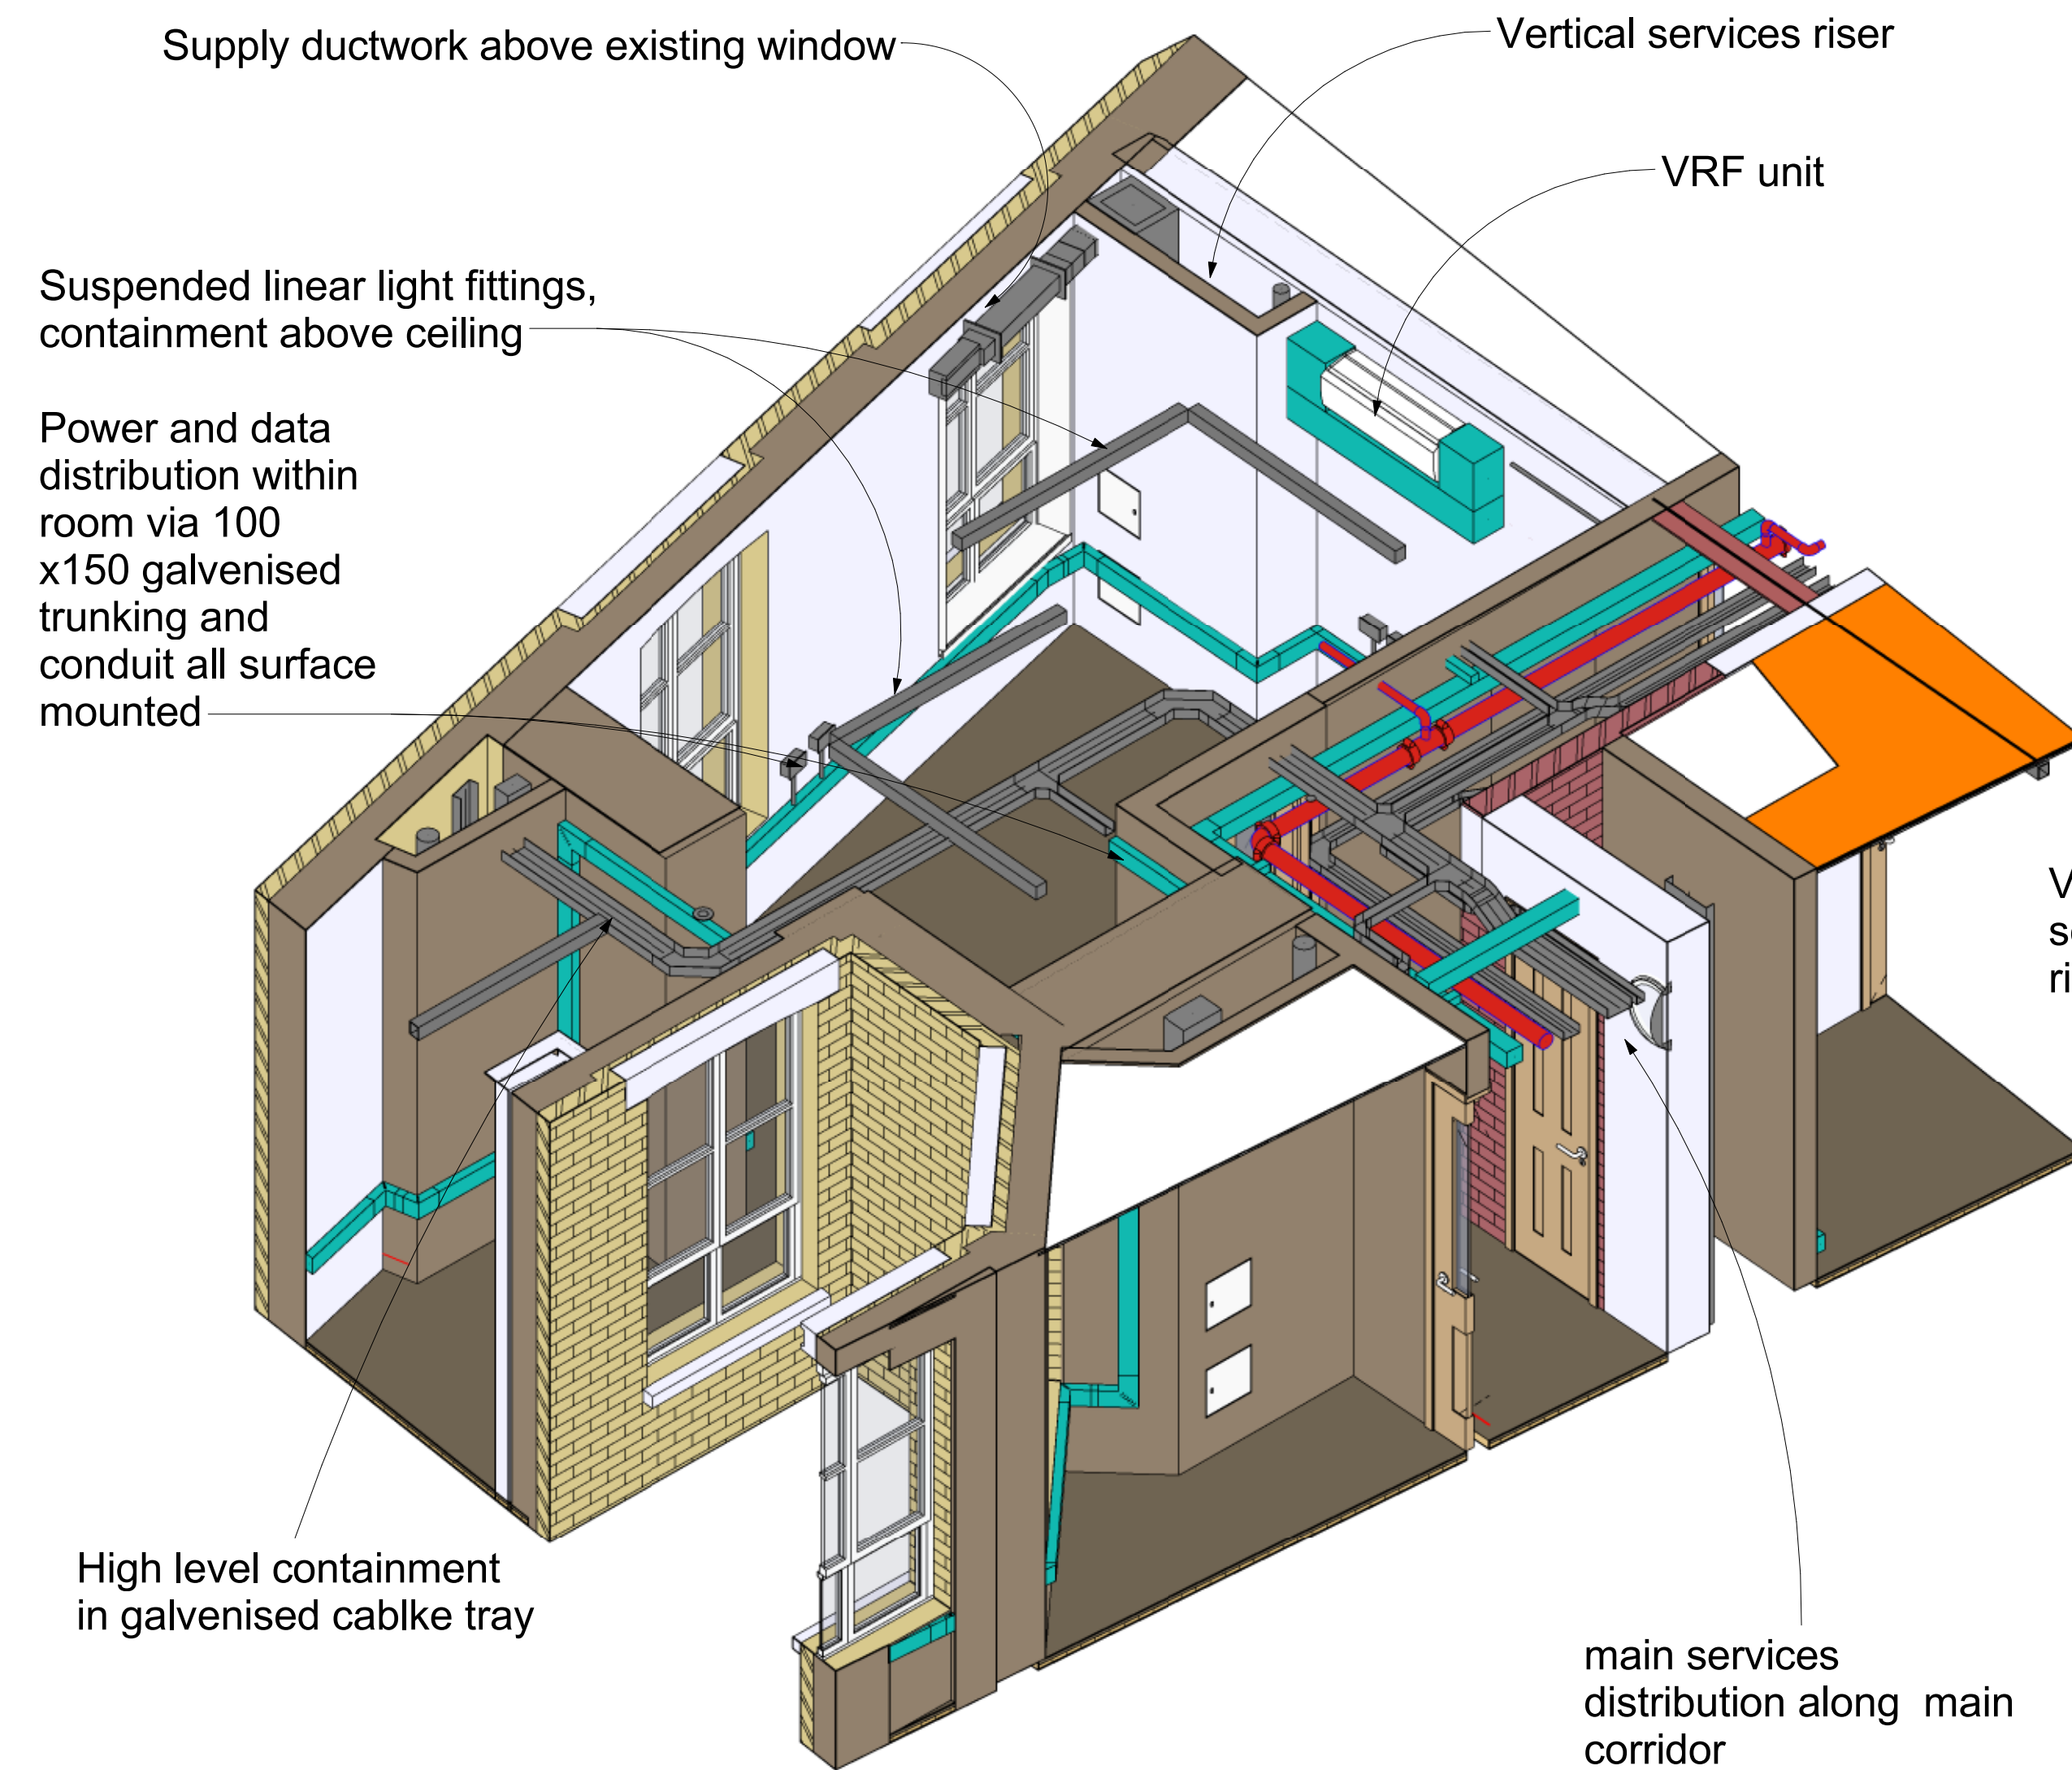 Supply ductwork above existing window
Vertical services riser
VRF unit
Suspended linear light fittings,
containment above ceiling
Power and data
distribution within
room via 100
x150 galvenised
trunking and
conduit all surface
mounted
High level containment
in galvenised cablke tray
main services
distribution along main
corridor